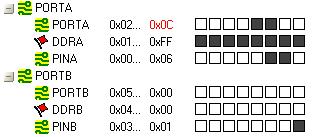 PORTA
PORTA 0x02... 0x0C
DDRA 0x01... 0xFF
PINA 0x00... 0x06
PORTB
PORTB 0x05... 0x00
DDRB 0x04... 0x00
PINB 0x03... 0x01